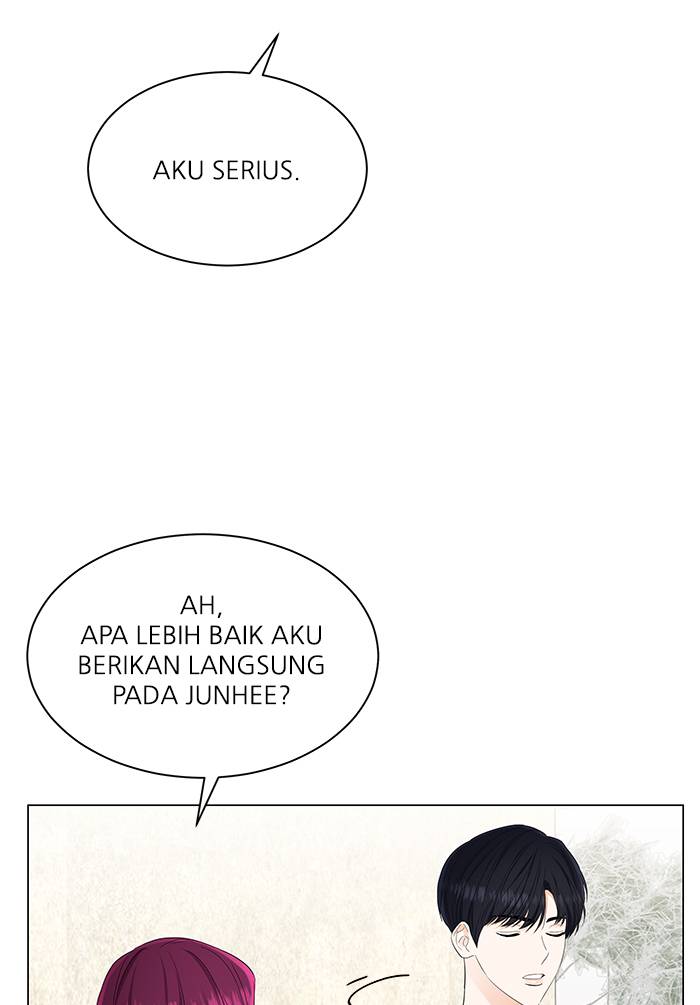 AKU SERIUS.
AH,
APA LEBIH BAIK AKU
BERIKAN LANGSUNG
PADA JUNHEE?